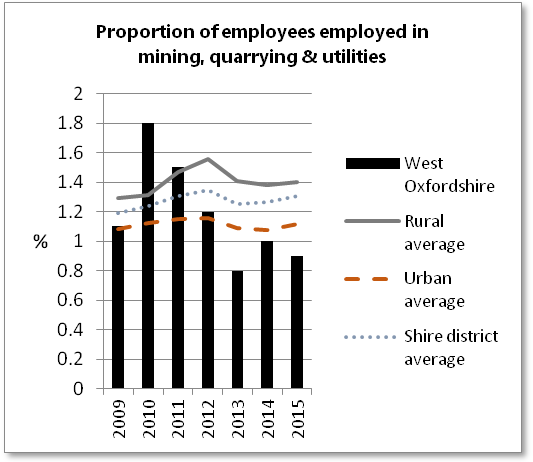 Proportion of employees employed in
mining, quarrying & utilities
2
1.8
1.6
1.4
1.2
1
0.8
0.6
0.4
0.2
0
%
2009
2010
2011
2012
2013
2014
2015
West
Oxfordshire
Rural
average
Urban
average
Shire district
average